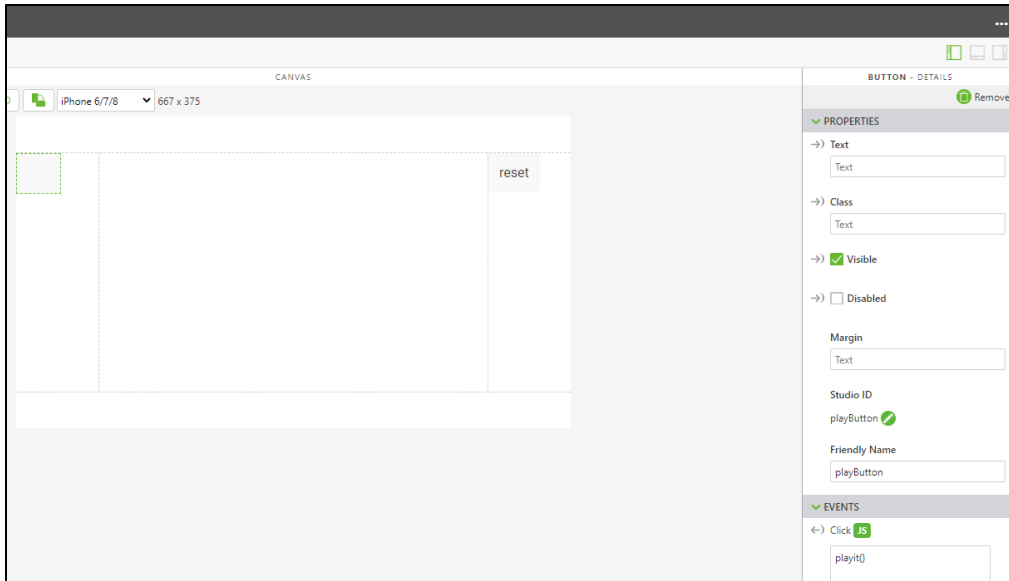 ...
CANVAS
BUTTON - DETAILS
iPhone 6/7/8
667 x 375
Remove
PROPERTIES
Text
Text
reset
Class
Text
Visible
Disabled
Margin
Text
Studio ID
playButton
Friendly Name
playButton
EVENTS
Click JS
playit()